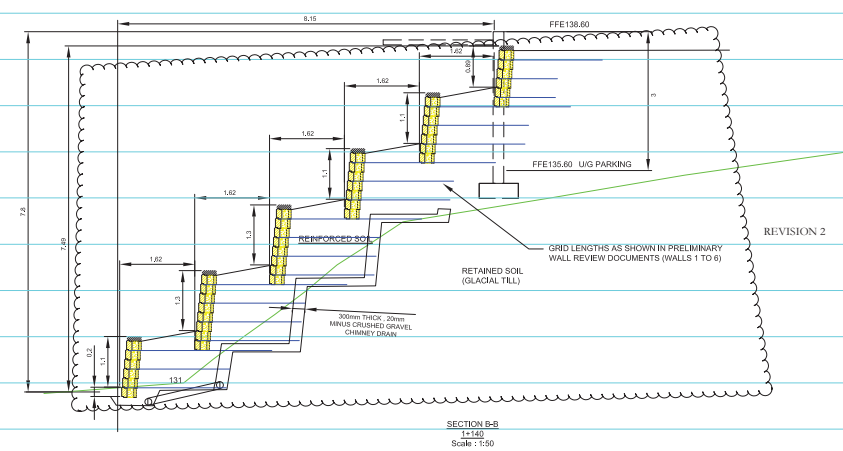 8.15
FFE138.60
1.62
0.89
1.62
1.1
3
1.62
FFE135.60 U/G PARKING
1.1
1.62
7.8
7.49
1.3
REINFORCED SOIL
REVISION 2
GRID LENGTHS AS SHOWN IN PRELIMINARY
WALL REVIEW DOCUMENTS (WALLS 1 TO 6)
1.62
RETAINED SOIL
(GLACIAL TILL)
1.3
300mm THICK , 20mm
MINUS CRUSHED GRAVEL
CHIMNEY DRAIN
0.2
1.1
131
SECTION B-B
1+140
Scale : 1:50